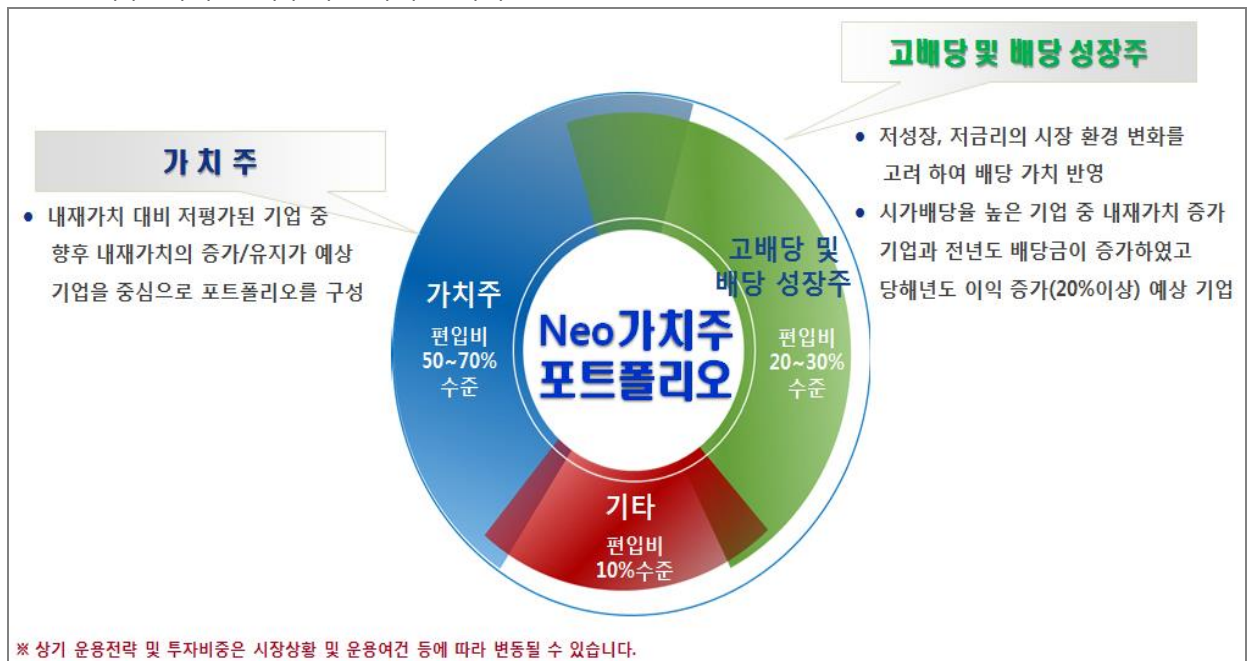 고배당 및 배당 성장주
가 치 주
● 저성장, 저금리의 시장 환경 변화를
고려 하여 배당 가치 반영
● 시가배당율 높은 기업 중 내재가치 증가
기업과 전년도 배당금이 증가하였고
당해년도 이익 증가(20%이상) 예상 기업
● 내재가치 대비 저평가된 기업 중
향후 내재가치의 증가/유지가 예상
기업을 중심으로 포트폴리오를 구성
가치주
편입비
50~70%
수준
Neo가치주
포트폴리오
고배당 및
배당 성장주
편입비
20~30%
수준
기타
편입비
10%수준
※ 상기 운용전략 및 투자비중은 시장상황 및 운용여건 등에 따라 변동될 수 있습니다.